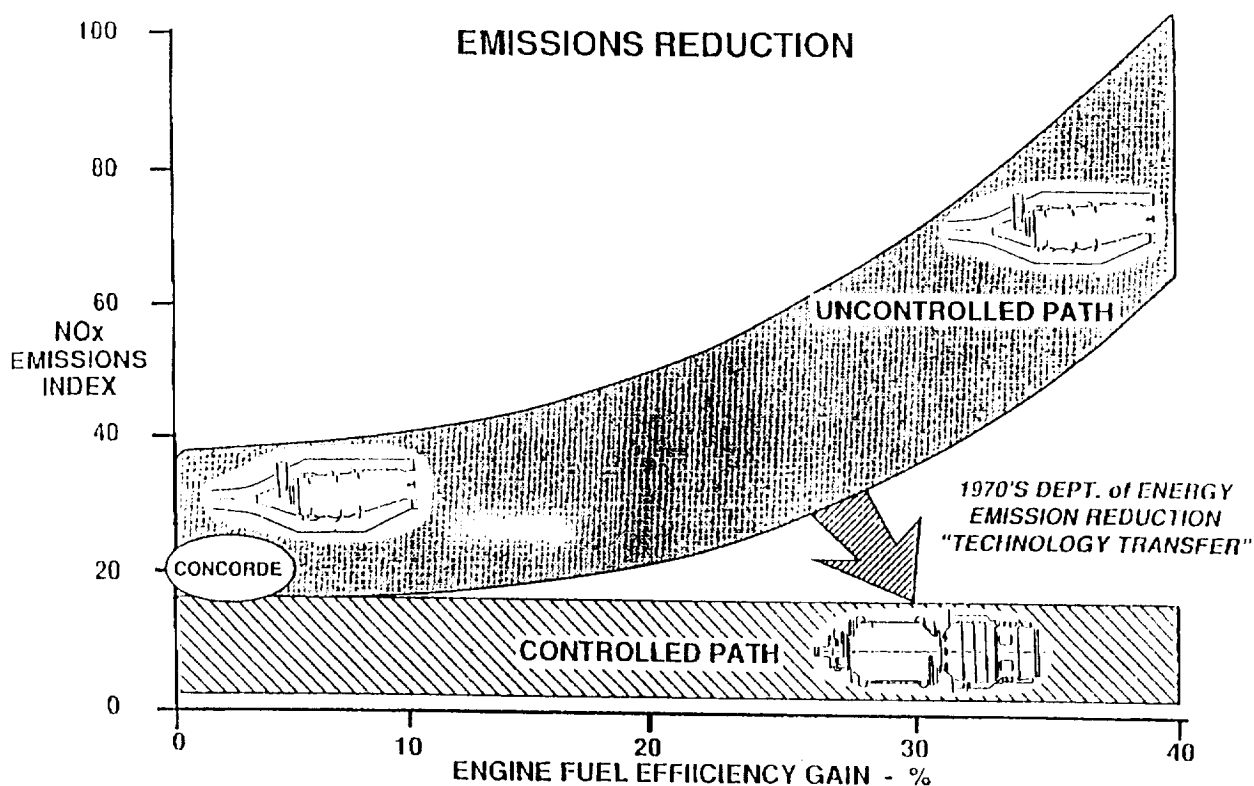 EMISSIONS REDUCTION
100
80
60
NOx
EMISSIONS
INDEX
40
20
0
UNCONTROLLED PATH
1970'S DEPT. of ENERGY
EMISSION REDUCTION
"TECHNOLOGY TRANSFER"
CONCORDE
CONTROLLED PATH
0
10
20
30
40
ENGINE FUEL EFFIICIENCY GAIN - %